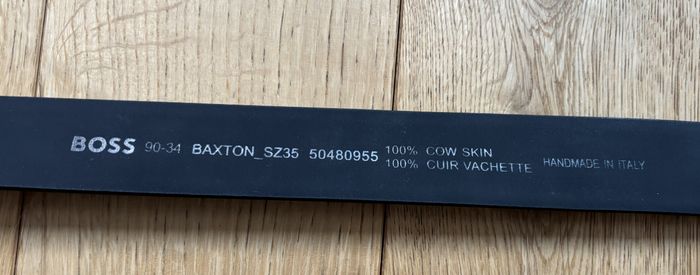 BOSS 90-34 BAXTON_SZ35 50480955 100% COW SKIN
100% CUIR VACHETTE HANDMADE IN ITALY